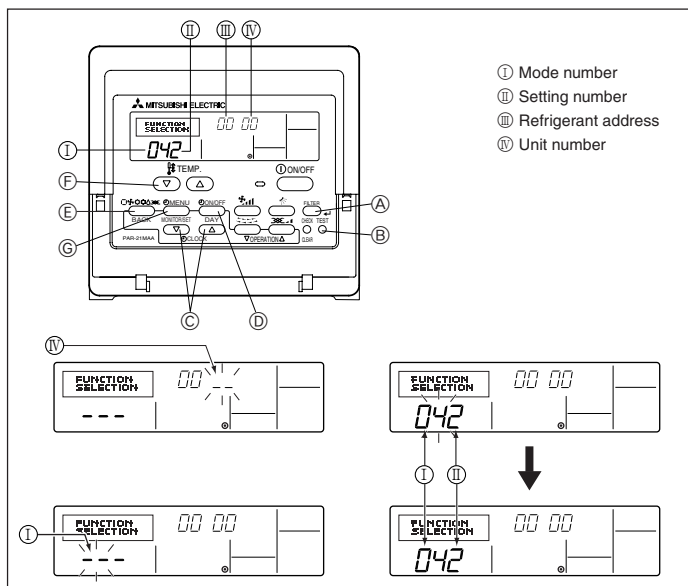 Ⅱ Ⅲ Ⅳ
Ⓘ Mode number
Ⅱ Setting number
Ⅲ Refrigerant address
Ⅳ Unit number
MITSUBISHI ELECTRIC
FUNCTION
SELECTION
00 00
Ⅰ
042
TEMP.
ON/OFF
Ⓕ
Ⓔ
MENU
ON/OFF
FILTER
Ⓐ
BACK
MONITOR/SET
DAY
CHECK TEST
Ⓖ
PAR-21MAA
CLOCK
OPERATION
CLEAR
Ⓑ
Ⓒ
Ⓓ
Ⅳ
FUNCTION
SELECTION
00 --
---
FUNCTION
SELECTION
00 00
042
Ⅰ Ⅱ
Ⅰ
FUNCTION
SELECTION
00 00
---
FUNCTION
SELECTION
00 00
042